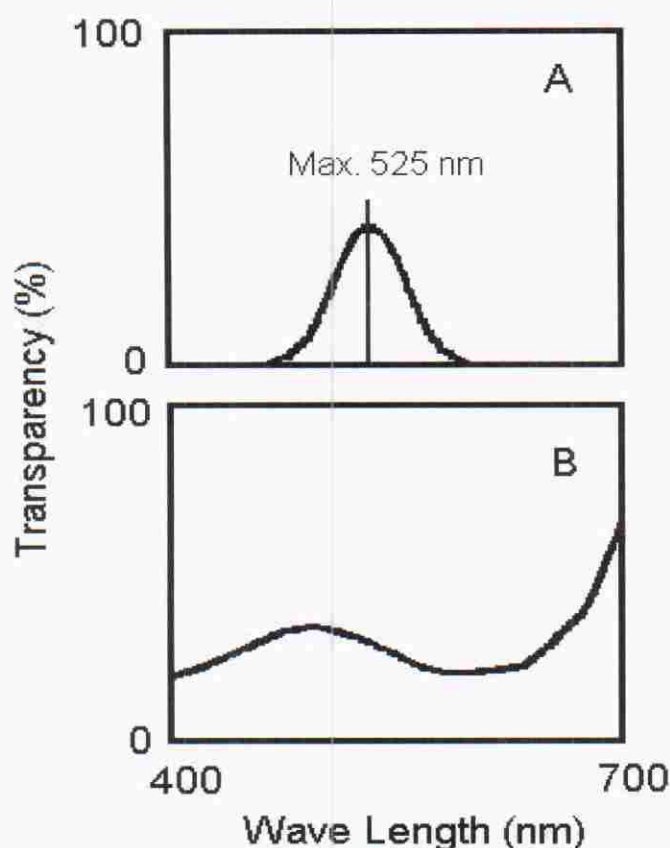 100
A
Max. 525 nm
0
Transparency (%)
100
B
0
400
700
Wave Length (nm)